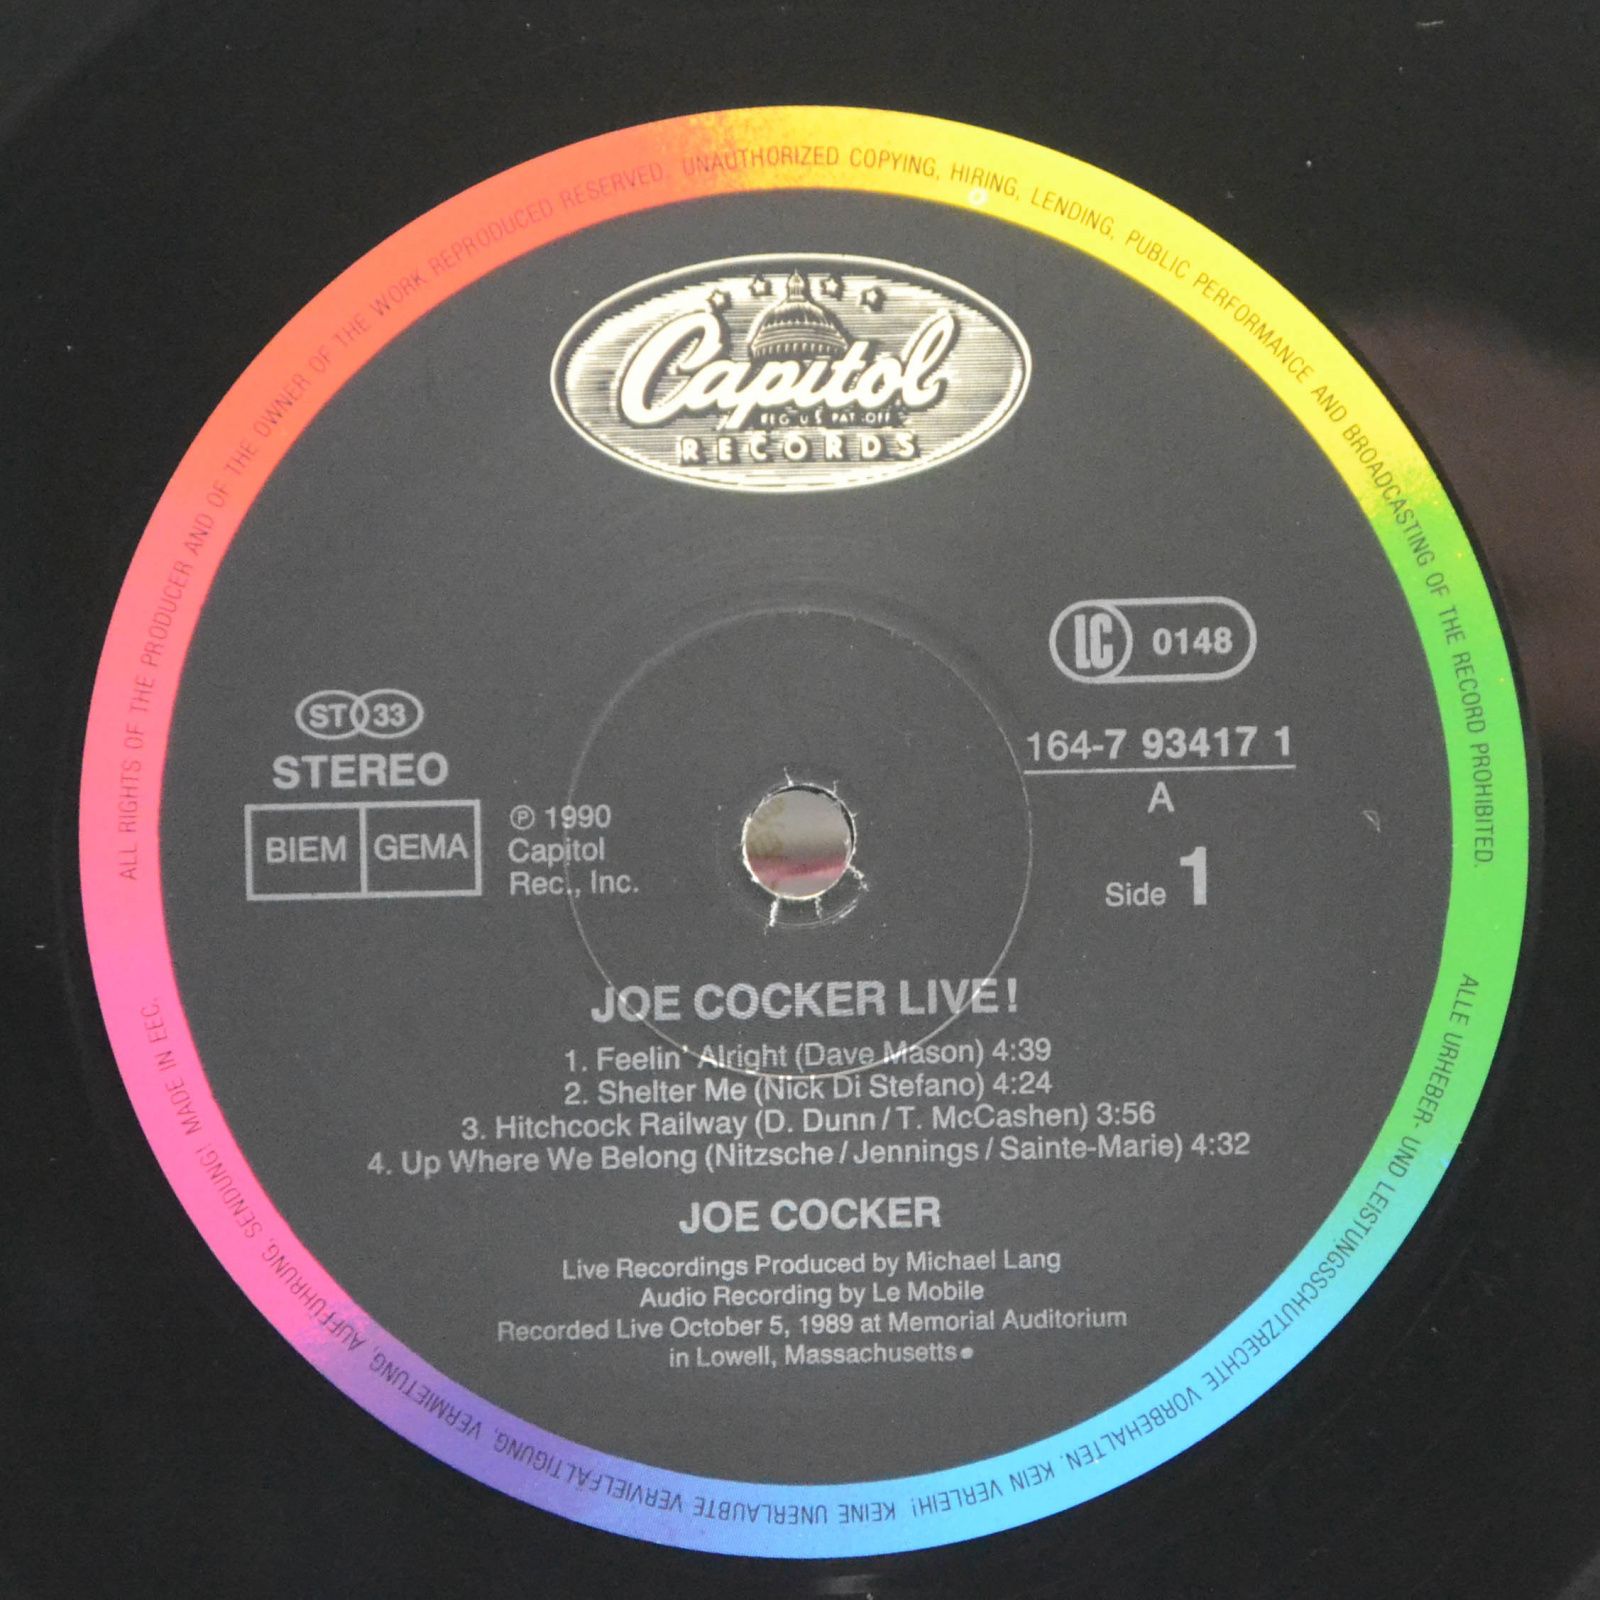 ALL RIGHTS OF THE PRODUCER AND OF THE OWNER OF THE WORK REPRODUCED RESERVED. UNAUTHORIZED COPYING, HIRING, LENDING, PUBLIC PERFORMANCE AND BROADCASTING OF THE RECORD PROHIBITED.
Capitol
REG. U.S. PAT. OFF.
RECORDS
LC 0148
ST 33
STEREO
BIEM GEMA
℗ 1990
Capitol
Rec., Inc.
164-7 93417 1
A
Side 1
JOE COCKER LIVE!
1. Feelin' Alright (Dave Mason) 4:39
2. Shelter Me (Nick Di Stefano) 4:24
3. Hitchcock Railway (D. Dunn/T. McCashen) 3:56
4. Up Where We Belong (Nitzsche/Jennings/Sainte-Marie) 4:32
JOE COCKER
Live Recordings Produced by Michael Lang
Audio Recording by Le Mobile
Recorded Live October 5, 1989 at Memorial Auditorium
in Lowell, Massachusetts●
ALLE URHEBER- UND LEISTUNGSSCHUTZRECHTE VORBEHALTEN. KEIN VERLEIH! KEINE UNERLAUBTE VERVIELFÄLTIGUNG, VERMIETUNG, AUFFÜHRUNG, SENDUNG! MADE IN EEC.